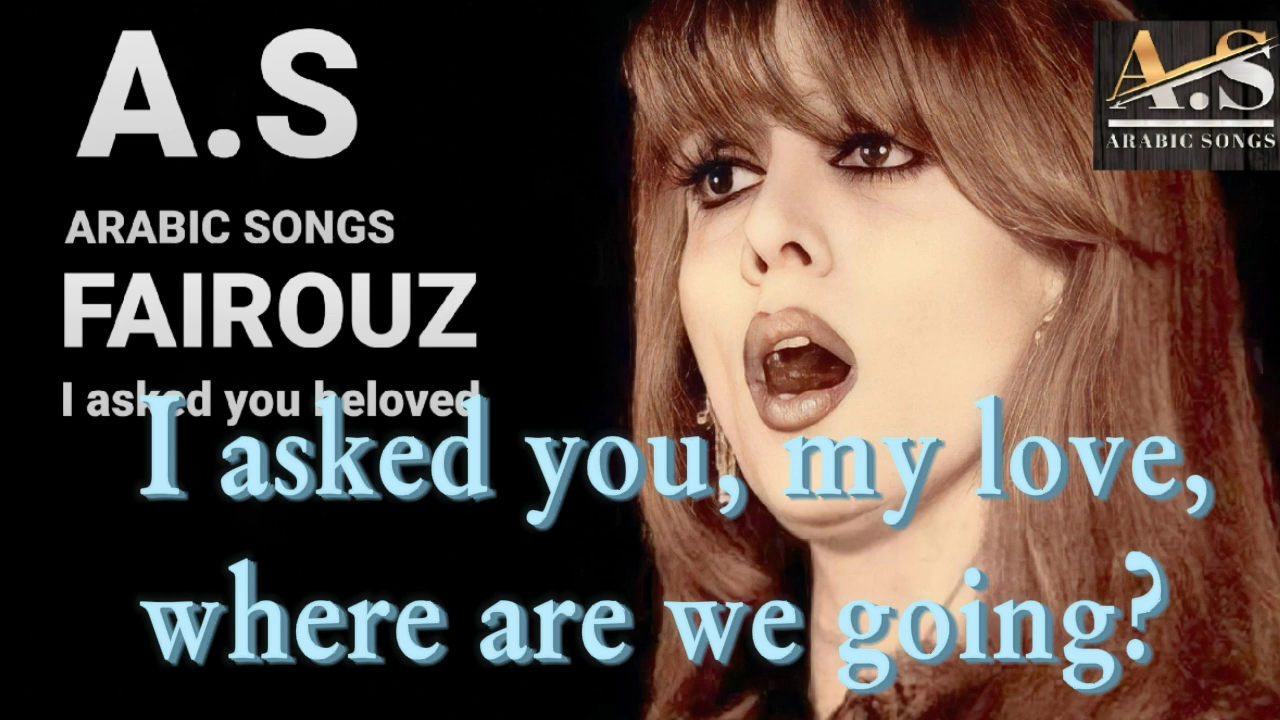 A.S
ARABIC SONGS
FAIROUZ
I asked you beloved
I asked you, my love,
where are we going?
A.S
ARABIC SONGS